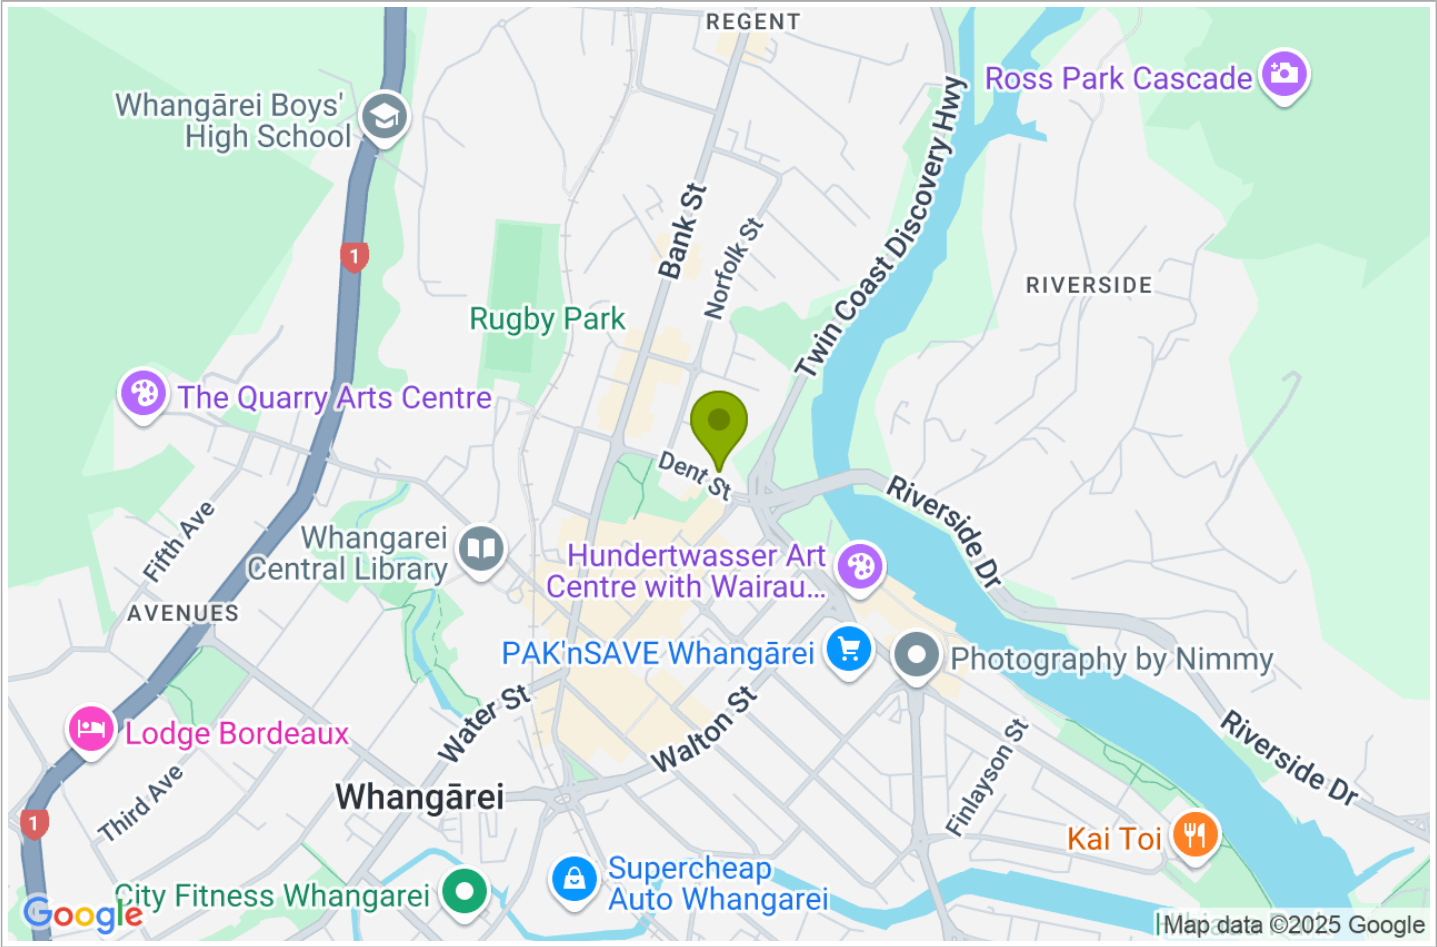 REGENT
Ross Park Cascade
Whangārei Boys'
High School
Twin Coast Discovery Hwy
Bank St
Norfolk St
1
RIVERSIDE
Rugby Park
The Quarry Arts Centre
Dent St
Riverside Dr
Fifth Ave
Whangarei
Central Library
Hundertwasser Art
Centre with Wairau...
AVENUES
PAK'nSAVE Whangārei
Photography by Nimmy
Water St
Walton St
Lodge Bordeaux
Finlayson St
Riverside Dr
Third Ave
Whangārei
1
Kai Toi
Supercheap
Auto Whangarei
City Fitness Whangarei
Google
Map data ©2025 Google